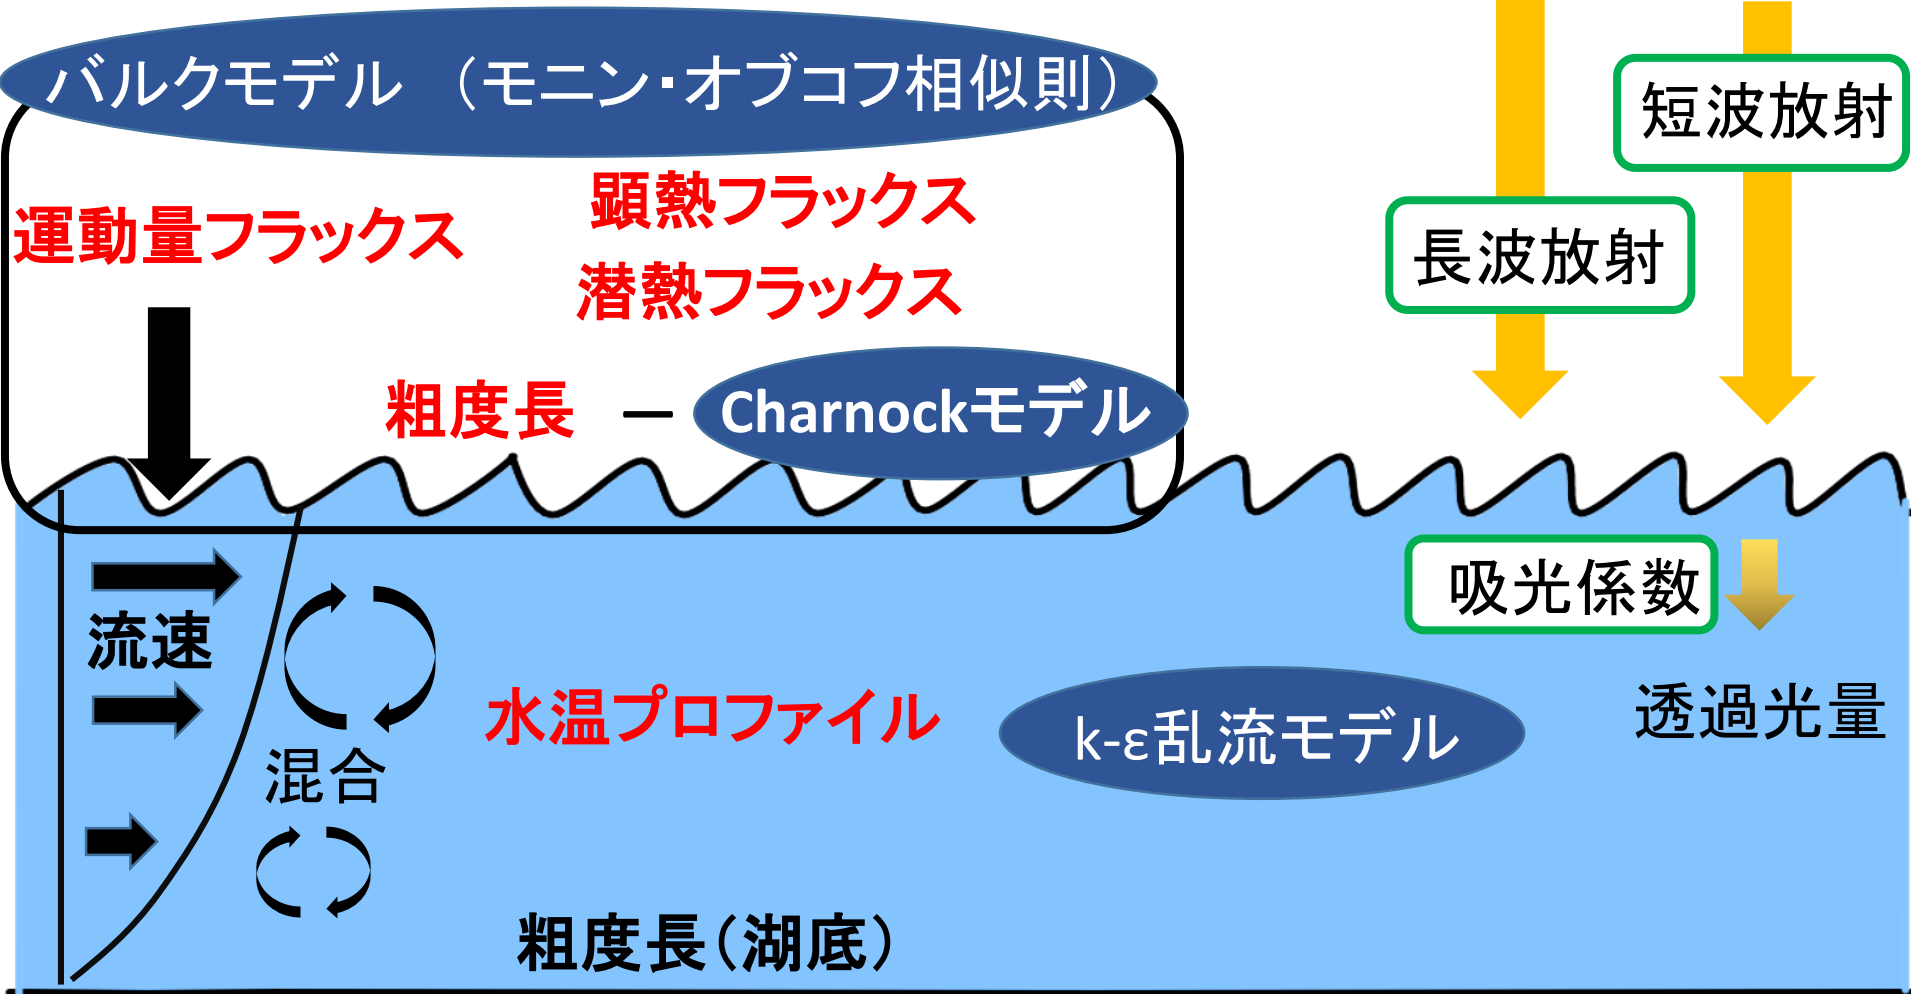 バルクモデル （モニン・オブコフ相似則）
短波放射
運動量フラックス
顕熱フラックス
長波放射
潜熱フラックス
粗度長 ― Charnockモデル
吸光係数
流速
水温プロファイル
k-ε乱流モデル
透過光量
混合
粗度長（湖底）